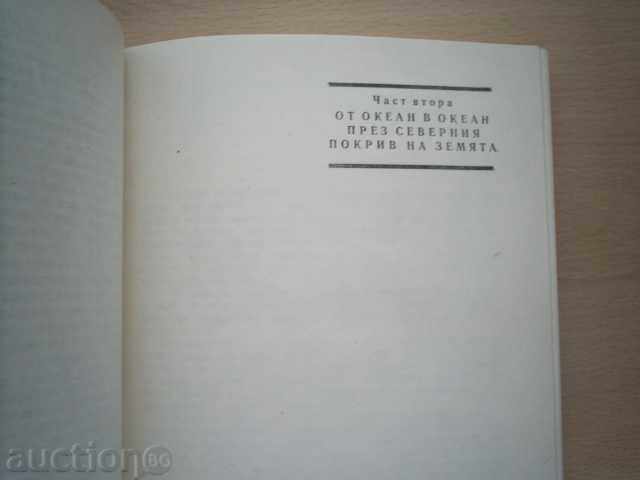 Част втора
ОТ ОКЕАН В ОКЕАН
ПРЕЗ СЕВЕРНИЯ
ПОКРИВ НА ЗЕМЯТА
auction BG